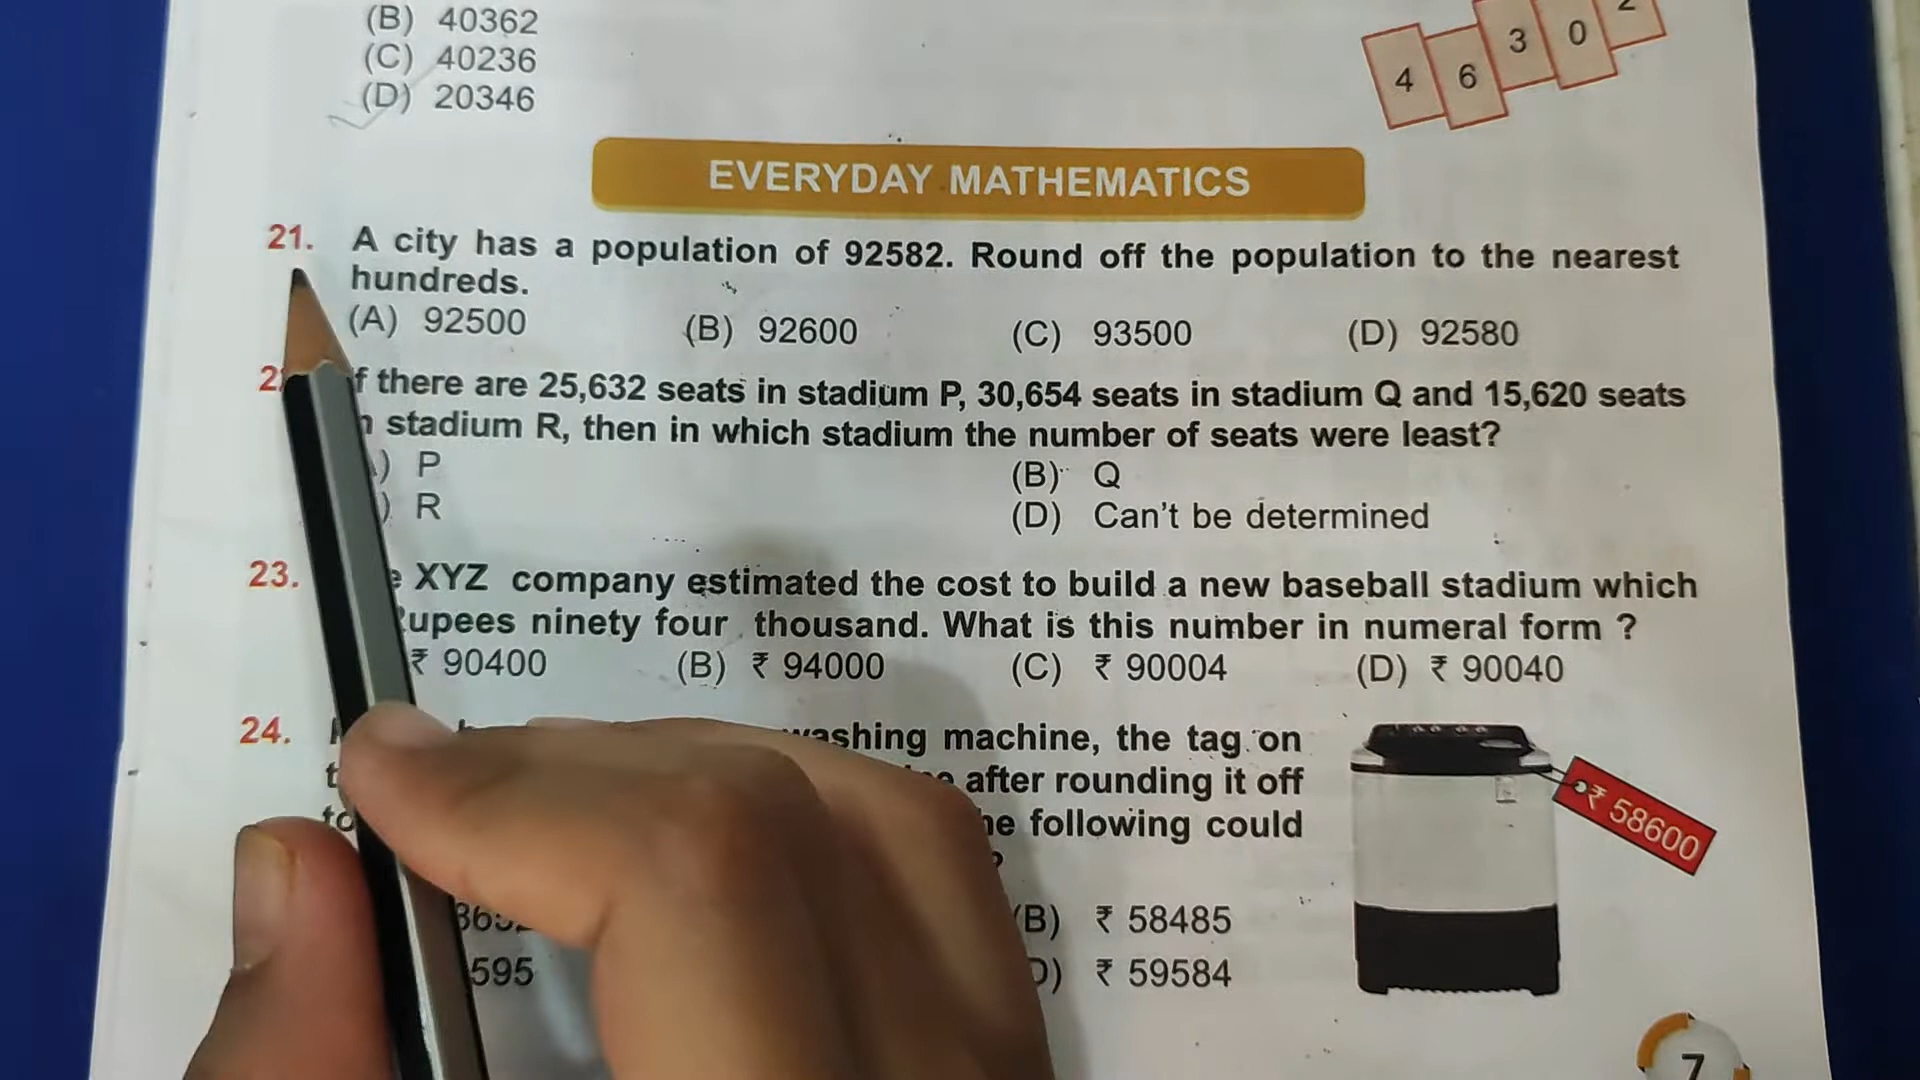 (B) 40362
(C) 40236
(D) 20346
4 6 3 0
EVERYDAY MATHEMATICS
21. A city has a population of 92582. Round off the population to the nearest
hundreds.
(A) 92500 (B) 92600 (C) 93500 (D) 92580
there are 25,632 seats in stadium P, 30,654 seats in stadium Q and 15,620 seats
stadium R, then in which stadium the number of seats were least?
P (B) Q
R (D) Can't be determined
23. XYZ company estimated the cost to build a new baseball stadium which
upees ninety four thousand. What is this number in numeral form ?
₹ 90400 (B) ₹ 94000 (C) ₹ 90004 (D) ₹ 90040
24. washing machine, the tag on
after rounding it off
following could
(B) ₹ 58485
595 ₹ 59584
₹ 58600
7